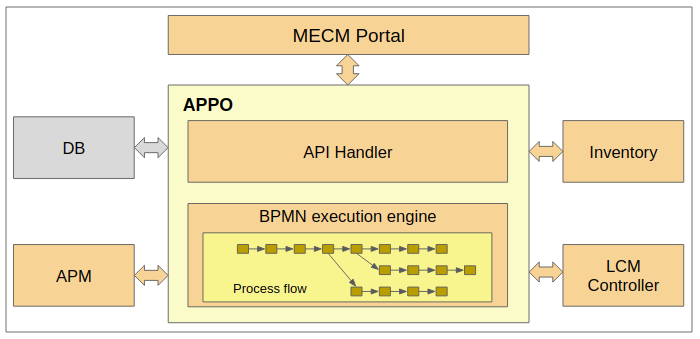 MECM Portal
APPO
DB
API Handler
Inventory
BPMN execution engine
APM
Process flow
LCM
Controller